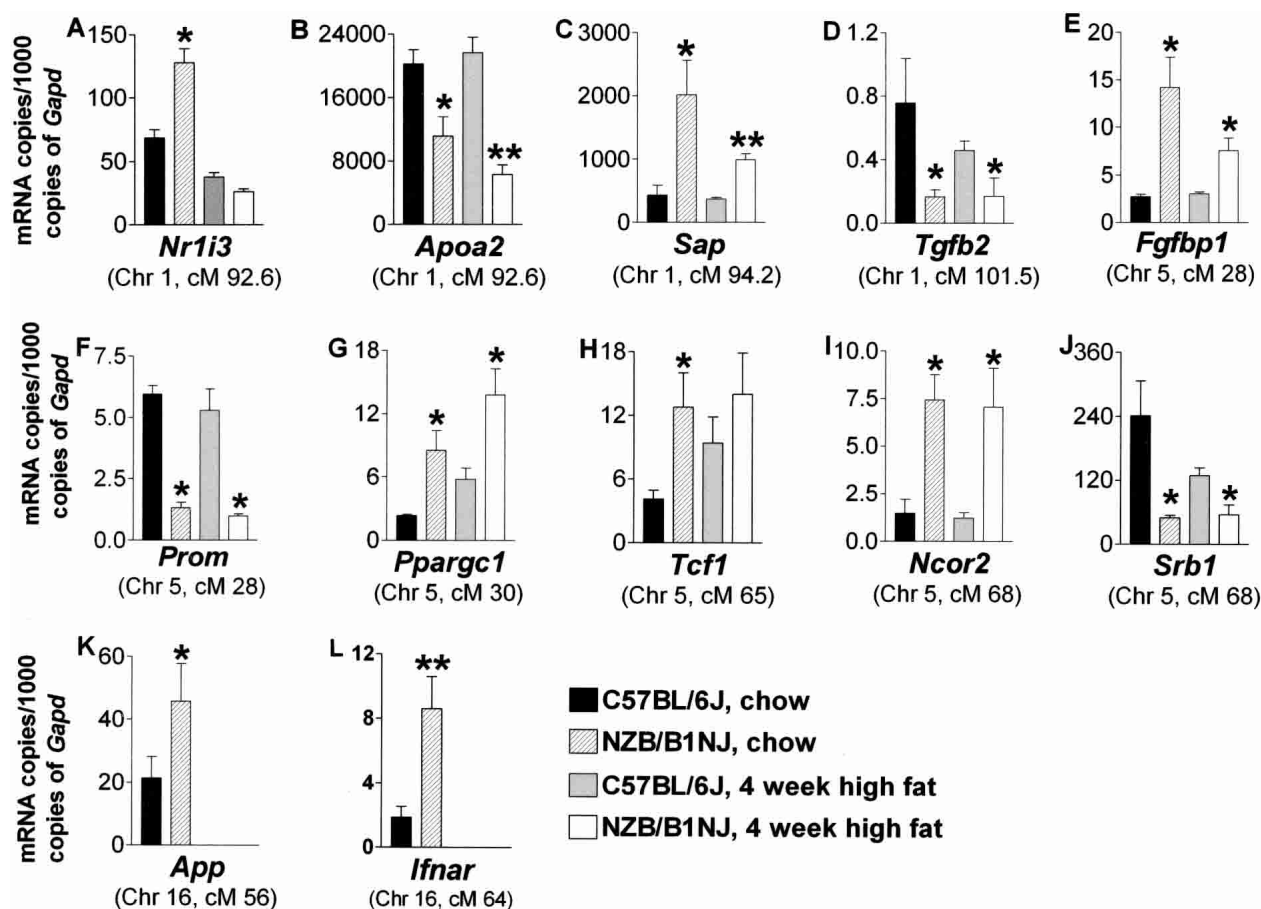 A
*
150
100
50
0
mRNA copies/1000
copies of Gapd
Nr1i3
(Chr 1, cM 92.6)
B
24000
16000
8000
0
*
**
Apoa2
(Chr 1, cM 92.6)
C
3000
2000
1000
0
*
**
Sap
(Chr 1, cM 94.2)
D
1.2
0.8
0.4
0.0
*
*
Tgfb2
(Chr 1, cM 101.5)
E
20
15
10
5
0
*
*
Fgfbp1
(Chr 5, cM 28)
F
7.5
5.0
2.5
0.0
mRNA copies/1000
copies of Gapd
*
*
Prom
(Chr 5, cM 28)
G
18
12
6
0
*
*
Ppargc1
(Chr 5, cM 30)
H
18
12
6
0
*
Tcf1
(Chr 5, cM 65)
I
10.0
7.5
5.0
2.5
0.0
*
*
Ncor2
(Chr 5, cM 68)
J
360
240
120
0
*
*
Srb1
(Chr 5, cM 68)
K
60
40
20
0
mRNA copies/1000
copies of Gapd
*
App
(Chr 16, cM 56)
L
12
8
4
0
**
Ifnar
(Chr 16, cM 64)
C57BL/6J, chow
NZB/B1NJ, chow
C57BL/6J, 4 week high fat
NZB/B1NJ, 4 week high fat